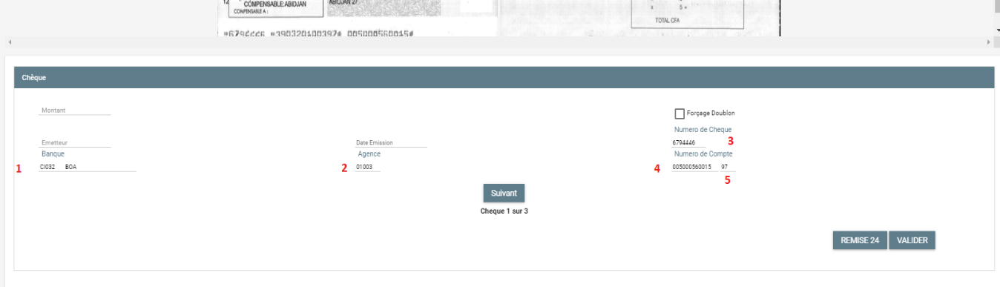 12 COMPENSABLE:ABIDJAN ABIDJAN 27
COMPENSABLE A :
x 5 +
TOTAL CFA
⑈6794446 ⑈390320100397⑆ 005000560015⑈
Chèque
Montant
Forçage Doublon
Numero de Cheque
Emetteur Date Emission 6794446 3
Banque Agence Numero de Compte
1 CI032 BOA 2 01003 4 005000560015 97
5
Suivant
Cheque 1 sur 3
REMISE 24 VALIDER